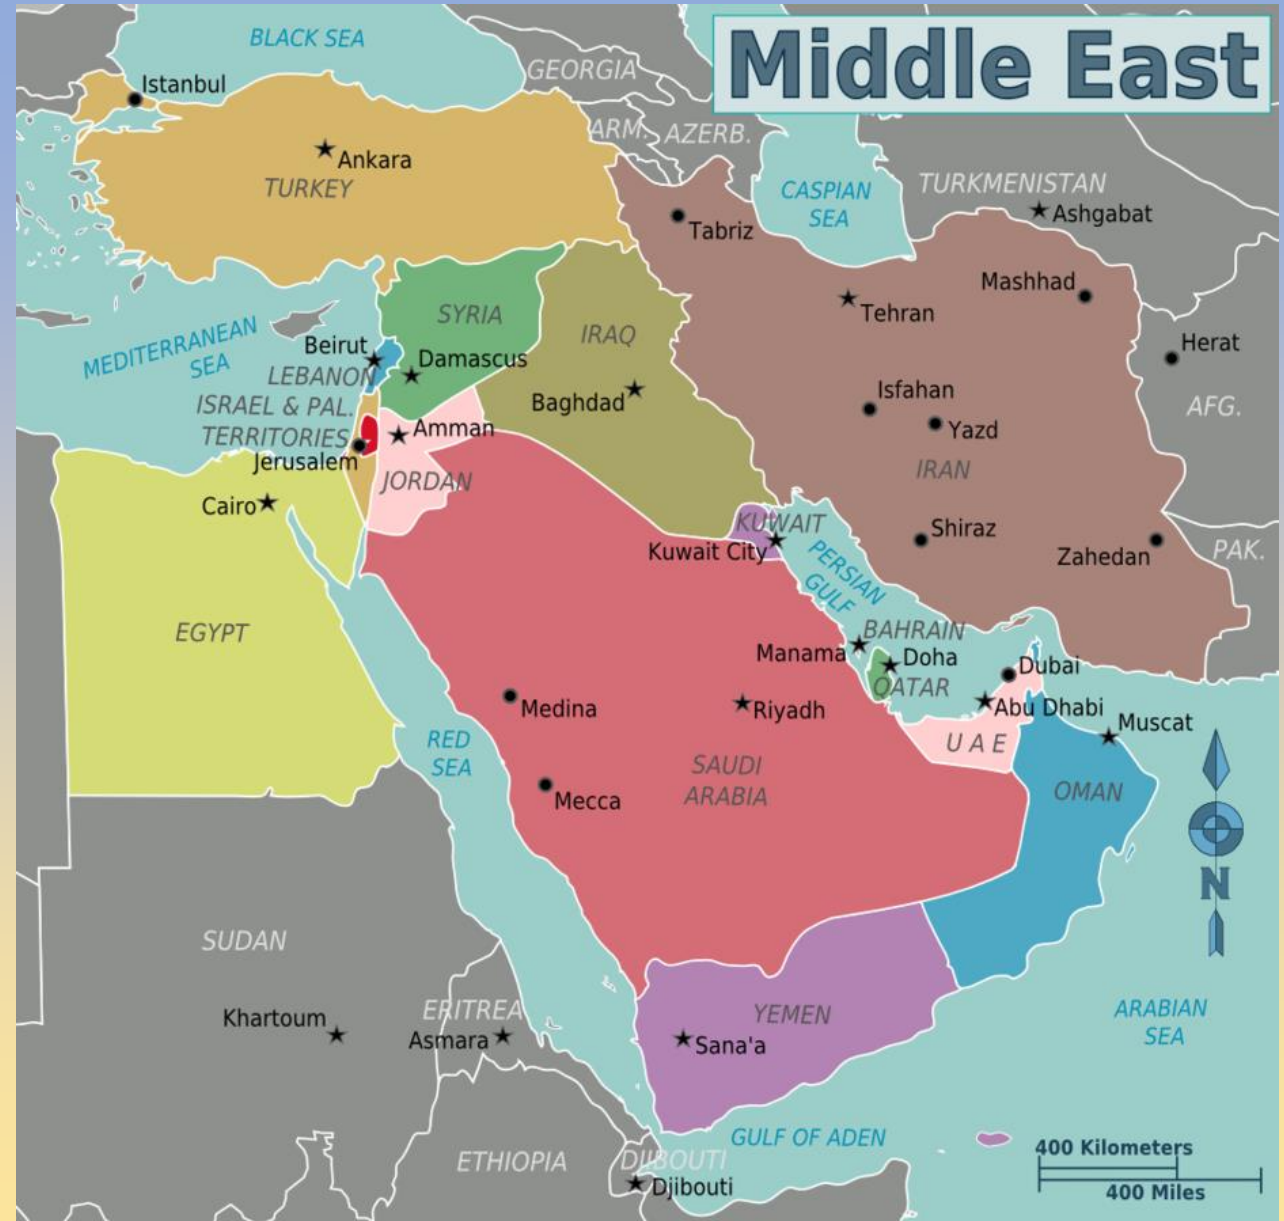 Middle East
BLACK SEA
GEORGIA
Istanbul
ARM.
AZERB.
Ankara
TURKEY
CASPIAN
SEA
TURKMENISTAN
Ashgabat
Tabriz
Mashhad
Tehran
SYRIA
IRAQ
MEDITERRANEAN
SEA
Beirut
Damascus
Herat
LEBANON
Baghdad
Isfahan
AFG.
ISRAEL & PAL.
TERRITORIES
Amman
Yazd
Jerusalem
IRAN
JORDAN
Cairo
KUWAIT
Kuwait City
Shiraz
Zahedan
PAK.
PERSIAN
GULF
EGYPT
BAHRAIN
Manama
Doha
Dubai
QATAR
Medina
Riyadh
Abu Dhabi
Muscat
RED
SEA
U A E
SAUDI
ARABIA
Mecca
OMAN
N
SUDAN
ERITREA
YEMEN
ARABIAN
SEA
Khartoum
Asmara
Sana'a
GULF OF ADEN
400 Kilometers
400 Miles
ETHIOPIA
DJIBOUTI
Djibouti